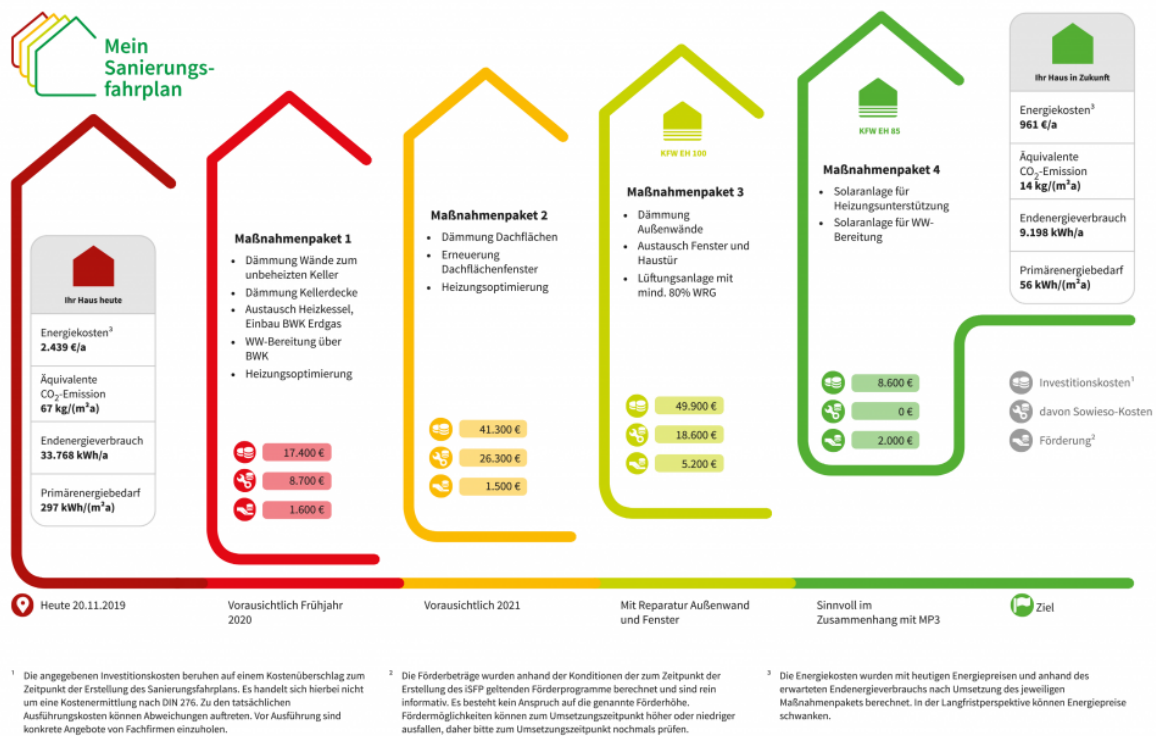 Mein
Sanierungs-
fahrplan
Ihr Haus heute
Energiekosten³
2.439 €/a
Äquivalente
CO₂-Emission
67 kg/(m²a)
Endenergieverbrauch
33.768 kWh/a
Primärenergiebedarf
297 kWh/(m²a)
Maßnahmenpaket 1
• Dämmung Wände zum
unbeheizten Keller
• Dämmung Kellerdecke
• Austausch Heizkessel,
Einbau BWK Erdgas
• WW-Bereitung über
BWK
• Heizungsoptimierung
17.400 €
8.700 €
1.600 €
Maßnahmenpaket 2
• Dämmung Dachflächen
• Erneuerung
Dachflächenfenster
• Heizungsoptimierung
41.300 €
26.300 €
1.500 €
KFW EH 100
Maßnahmenpaket 3
• Dämmung
Außenwände
• Austausch Fenster und
Haustür
• Lüftungsanlage mit
mind. 80% WRG
49.900 €
18.600 €
5.200 €
KFW EH 85
Maßnahmenpaket 4
• Solaranlage für
Heizungsunterstützung
• Solaranlage für WW-
Bereitung
8.600 €
0 €
2.000 €
Ihr Haus in Zukunft
Energiekosten³
961 €/a
Äquivalente
CO₂-Emission
14 kg/(m²a)
Endenergieverbrauch
9.198 kWh/a
Primärenergiebedarf
56 kWh/(m²a)
Investitionskosten¹
davon Sowieso-Kosten
Förderung²
Heute 20.11.2019
Vorausichtlich Frühjahr
2020
Vorausichtlich 2021
Mit Reparatur Außenwand
und Fenster
Sinnvoll im
Zusammenhang mit MP3
Ziel
¹ Die angegebenen Investitionskosten beruhen auf einem Kostenüberschlag zum
Zeitpunkt der Erstellung des Sanierungsfahrplans. Es handelt sich hierbei nicht
um eine Kostenermittlung nach DIN 276. Zu den tatsächlichen
Ausführungskosten können Abweichungen auftreten. Vor Ausführung sind
konkrete Angebote von Fachfirmen einzuholen.
² Die Förderbeträge wurden anhand der Konditionen der zum Zeitpunkt der
Erstellung des iSFP geltenden Förderprogramme berechnet und sind rein
informativ. Es besteht kein Anspruch auf die genannte Förderhöhe.
Fördermöglichkeiten können zum Umsetzungszeitpunkt höher oder niedriger
ausfallen, daher bitte zum Umsetzungszeitpunkt nochmals prüfen.
³ Die Energiekosten wurden mit heutigen Energiepreisen und anhand des
erwarteten Endenergieverbrauchs nach Umsetzung des jeweiligen
Maßnahmenpakets berechnet. In der Langfristperspektive können Energiepreise
schwanken.